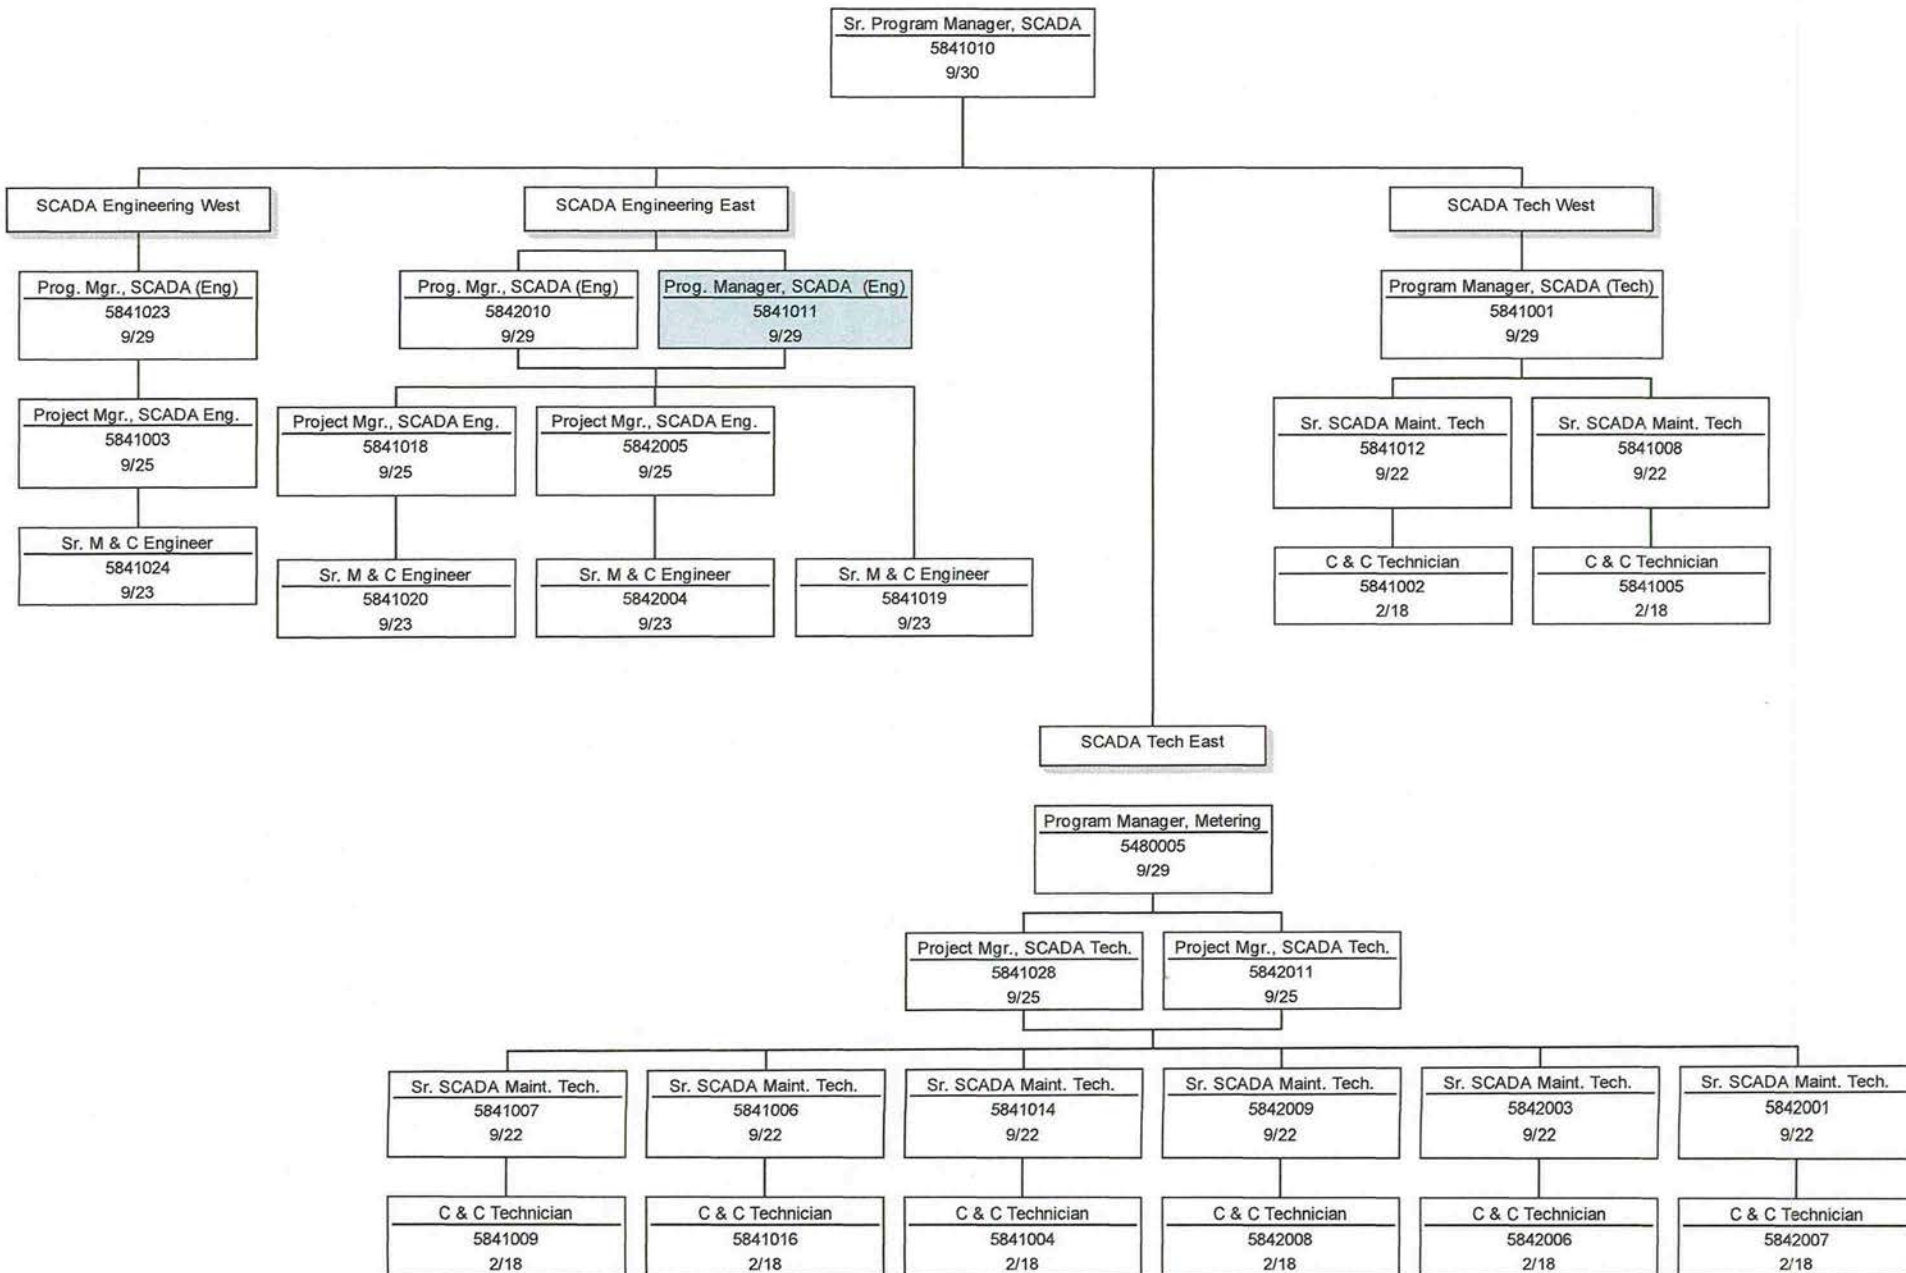 Sr. Program Manager, SCADA
5841010
9/30
SCADA Engineering West
SCADA Engineering East
SCADA Tech West
Prog. Mgr., SCADA (Eng)
5841023
9/29
Prog. Mgr., SCADA (Eng)
5842010
9/29
Prog. Manager, SCADA (Eng)
5841011
9/29
Program Manager, SCADA (Tech)
5841001
9/29
Project Mgr., SCADA Eng.
5841003
9/25
Project Mgr., SCADA Eng.
5841018
9/25
Project Mgr., SCADA Eng.
5842005
9/25
Sr. SCADA Maint. Tech
5841012
9/22
Sr. SCADA Maint. Tech
5841008
9/22
Sr. M & C Engineer
5841024
9/23
Sr. M & C Engineer
5841020
9/23
Sr. M & C Engineer
5842004
9/23
Sr. M & C Engineer
5841019
9/23
C & C Technician
5841002
2/18
C & C Technician
5841005
2/18
SCADA Tech East
Program Manager, Metering
5480005
9/29
Project Mgr., SCADA Tech.
5841028
9/25
Project Mgr., SCADA Tech.
5842011
9/25
Sr. SCADA Maint. Tech.
5841007
9/22
Sr. SCADA Maint. Tech.
5841006
9/22
Sr. SCADA Maint. Tech.
5841014
9/22
Sr. SCADA Maint. Tech.
5842009
9/22
Sr. SCADA Maint. Tech.
5842003
9/22
Sr. SCADA Maint. Tech.
5842001
9/22
C & C Technician
5841009
2/18
C & C Technician
5841016
2/18
C & C Technician
5841004
2/18
C & C Technician
5842008
2/18
C & C Technician
5842006
2/18
C & C Technician
5842007
2/18